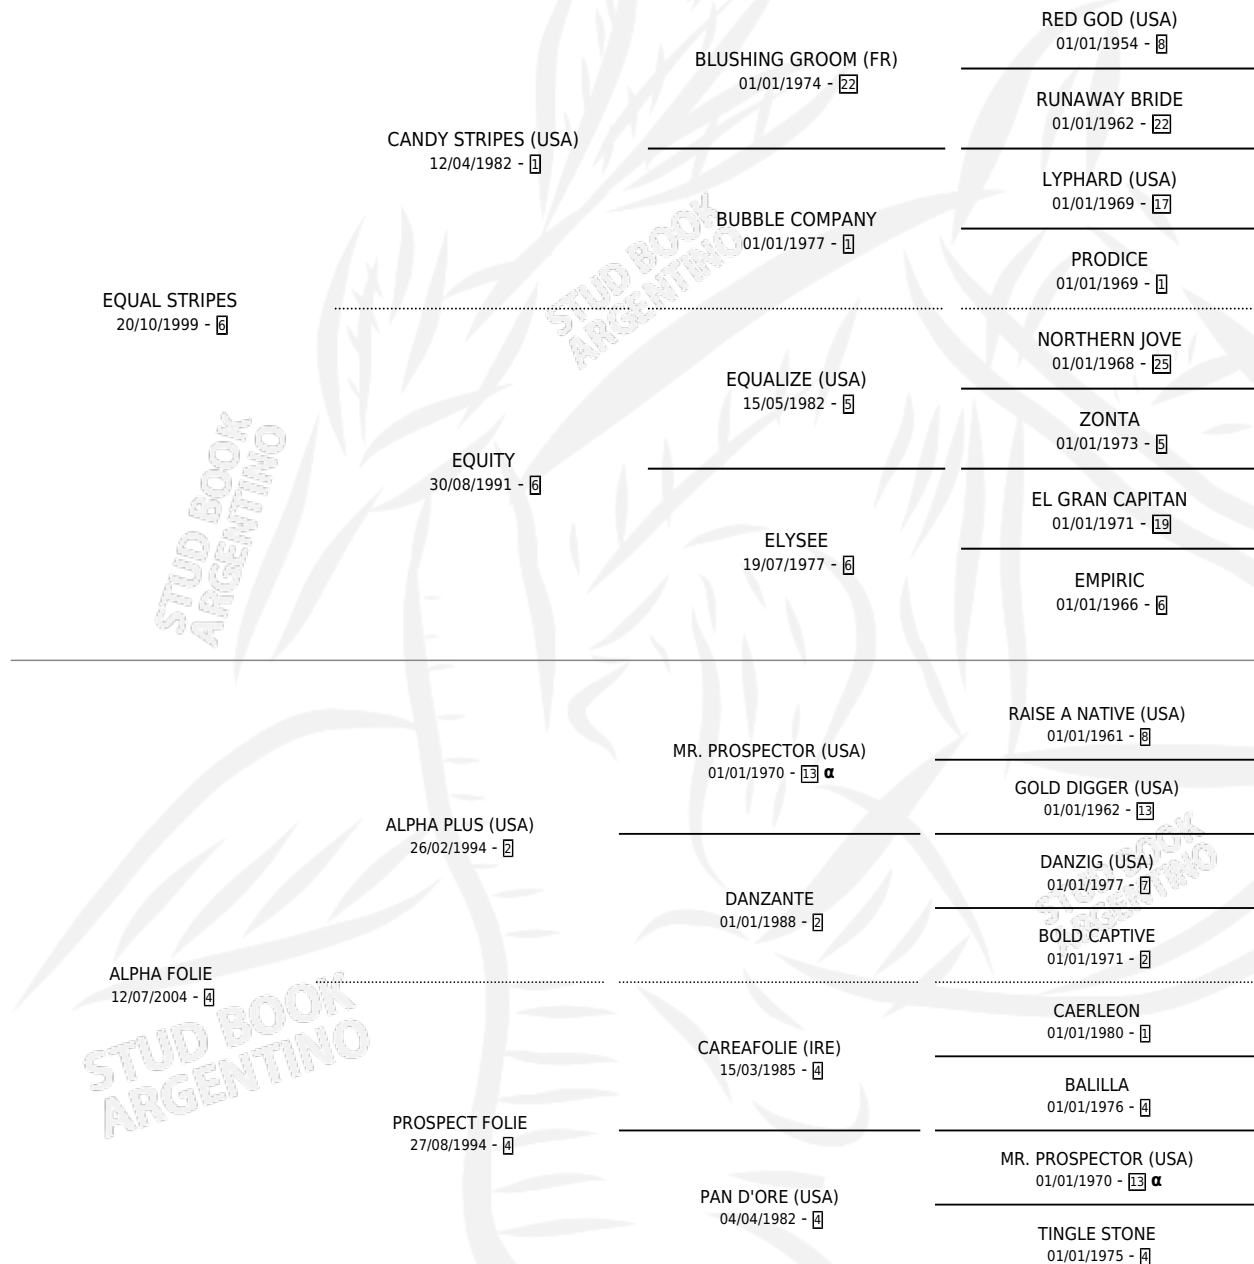 RED GOD (USA)
01/01/1954 - 8
BLUSHING GROOM (FR)
01/01/1974 - 22
RUNAWAY BRIDE
01/01/1962 - 22
CANDY STRIPES (USA)
12/04/1982 - 1
LYPHARD (USA)
01/01/1969 - 17
BUBBLE COMPANY
01/01/1977 - 1
PRODICE
01/01/1969 - 1
EQUAL STRIPES
20/10/1999 - 6
NORTHERN JOVE
01/01/1968 - 25
EQUALIZE (USA)
15/05/1982 - 5
ZONTA
01/01/1973 - 5
EQUITY
30/08/1991 - 6
EL GRAN CAPITAN
01/01/1971 - 19
ELYSEE
19/07/1977 - 6
EMPIRIC
01/01/1966 - 6
STUD BOOK
ARGENTINO
STUD BOOK
ARGENTINO
RAISE A NATIVE (USA)
01/01/1961 - 8
MR. PROSPECTOR (USA)
01/01/1970 - 13 α
GOLD DIGGER (USA)
01/01/1962 - 13
ALPHA PLUS (USA)
26/02/1994 - 2
DANZIG (USA)
01/01/1977 - 7
DANZANTE
01/01/1988 - 2
BOLD CAPTIVE
01/01/1971 - 2
ALPHA FOLIE
12/07/2004 - 4
CAERLEON
01/01/1980 - 1
CAREAFOLIE (IRE)
15/03/1985 - 4
BALILLA
01/01/1976 - 4
PROSPECT FOLIE
27/08/1994 - 4
MR. PROSPECTOR (USA)
01/01/1970 - 13 α
PAN D'ORE (USA)
04/04/1982 - 4
TINGLE STONE
01/01/1975 - 4
STUD BOOK
ARGENTINO
STUD BOOK
ARGENTINO